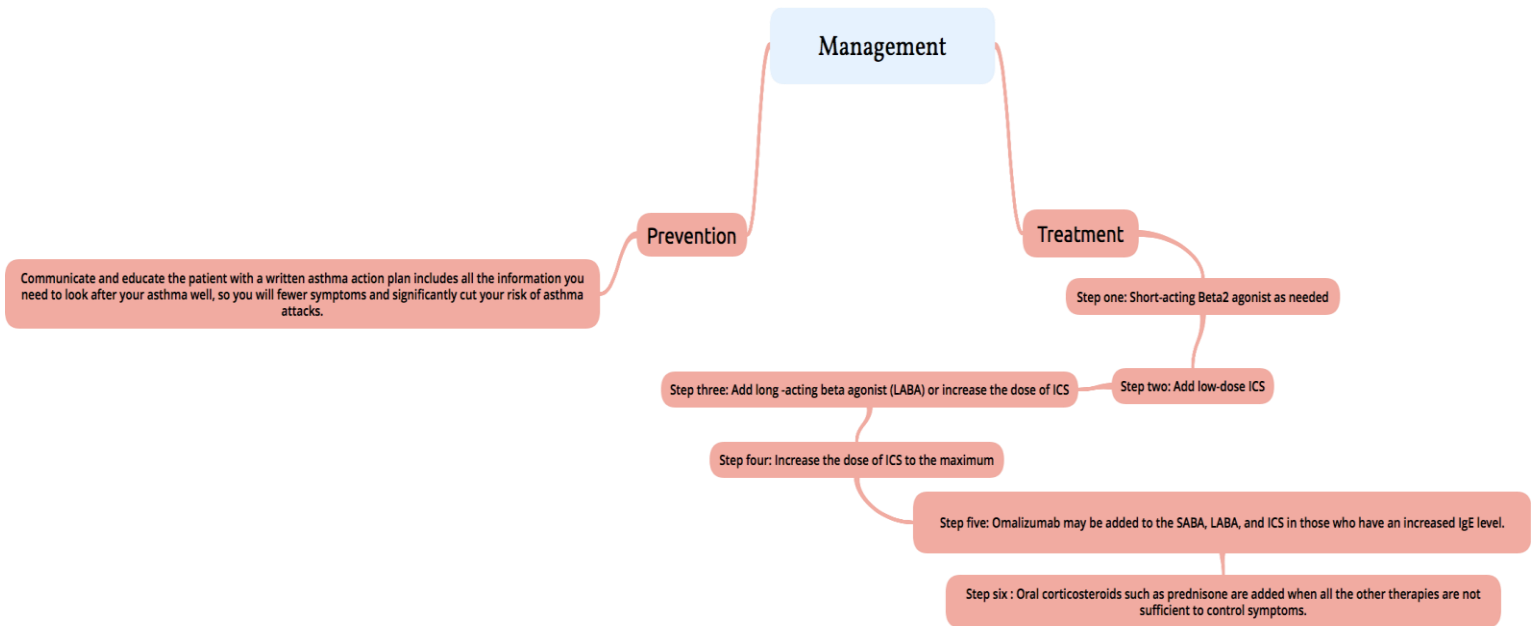 Management
Prevention
Treatment
Communicate and educate the patient with a written asthma action plan includes all the information you
need to look after your asthma well, so you will fewer symptoms and significantly cut your risk of asthma
attacks.
Step one: Short-acting Beta2 agonist as needed
Step two: Add low-dose ICS
Step three: Add long -acting beta agonist (LABA) or increase the dose of ICS
Step four: Increase the dose of ICS to the maximum
Step five: Omalizumab may be added to the SABA, LABA, and ICS in those who have an increased IgE level.
Step six : Oral corticosteroids such as prednisone are added when all the other therapies are not
sufficient to control symptoms.